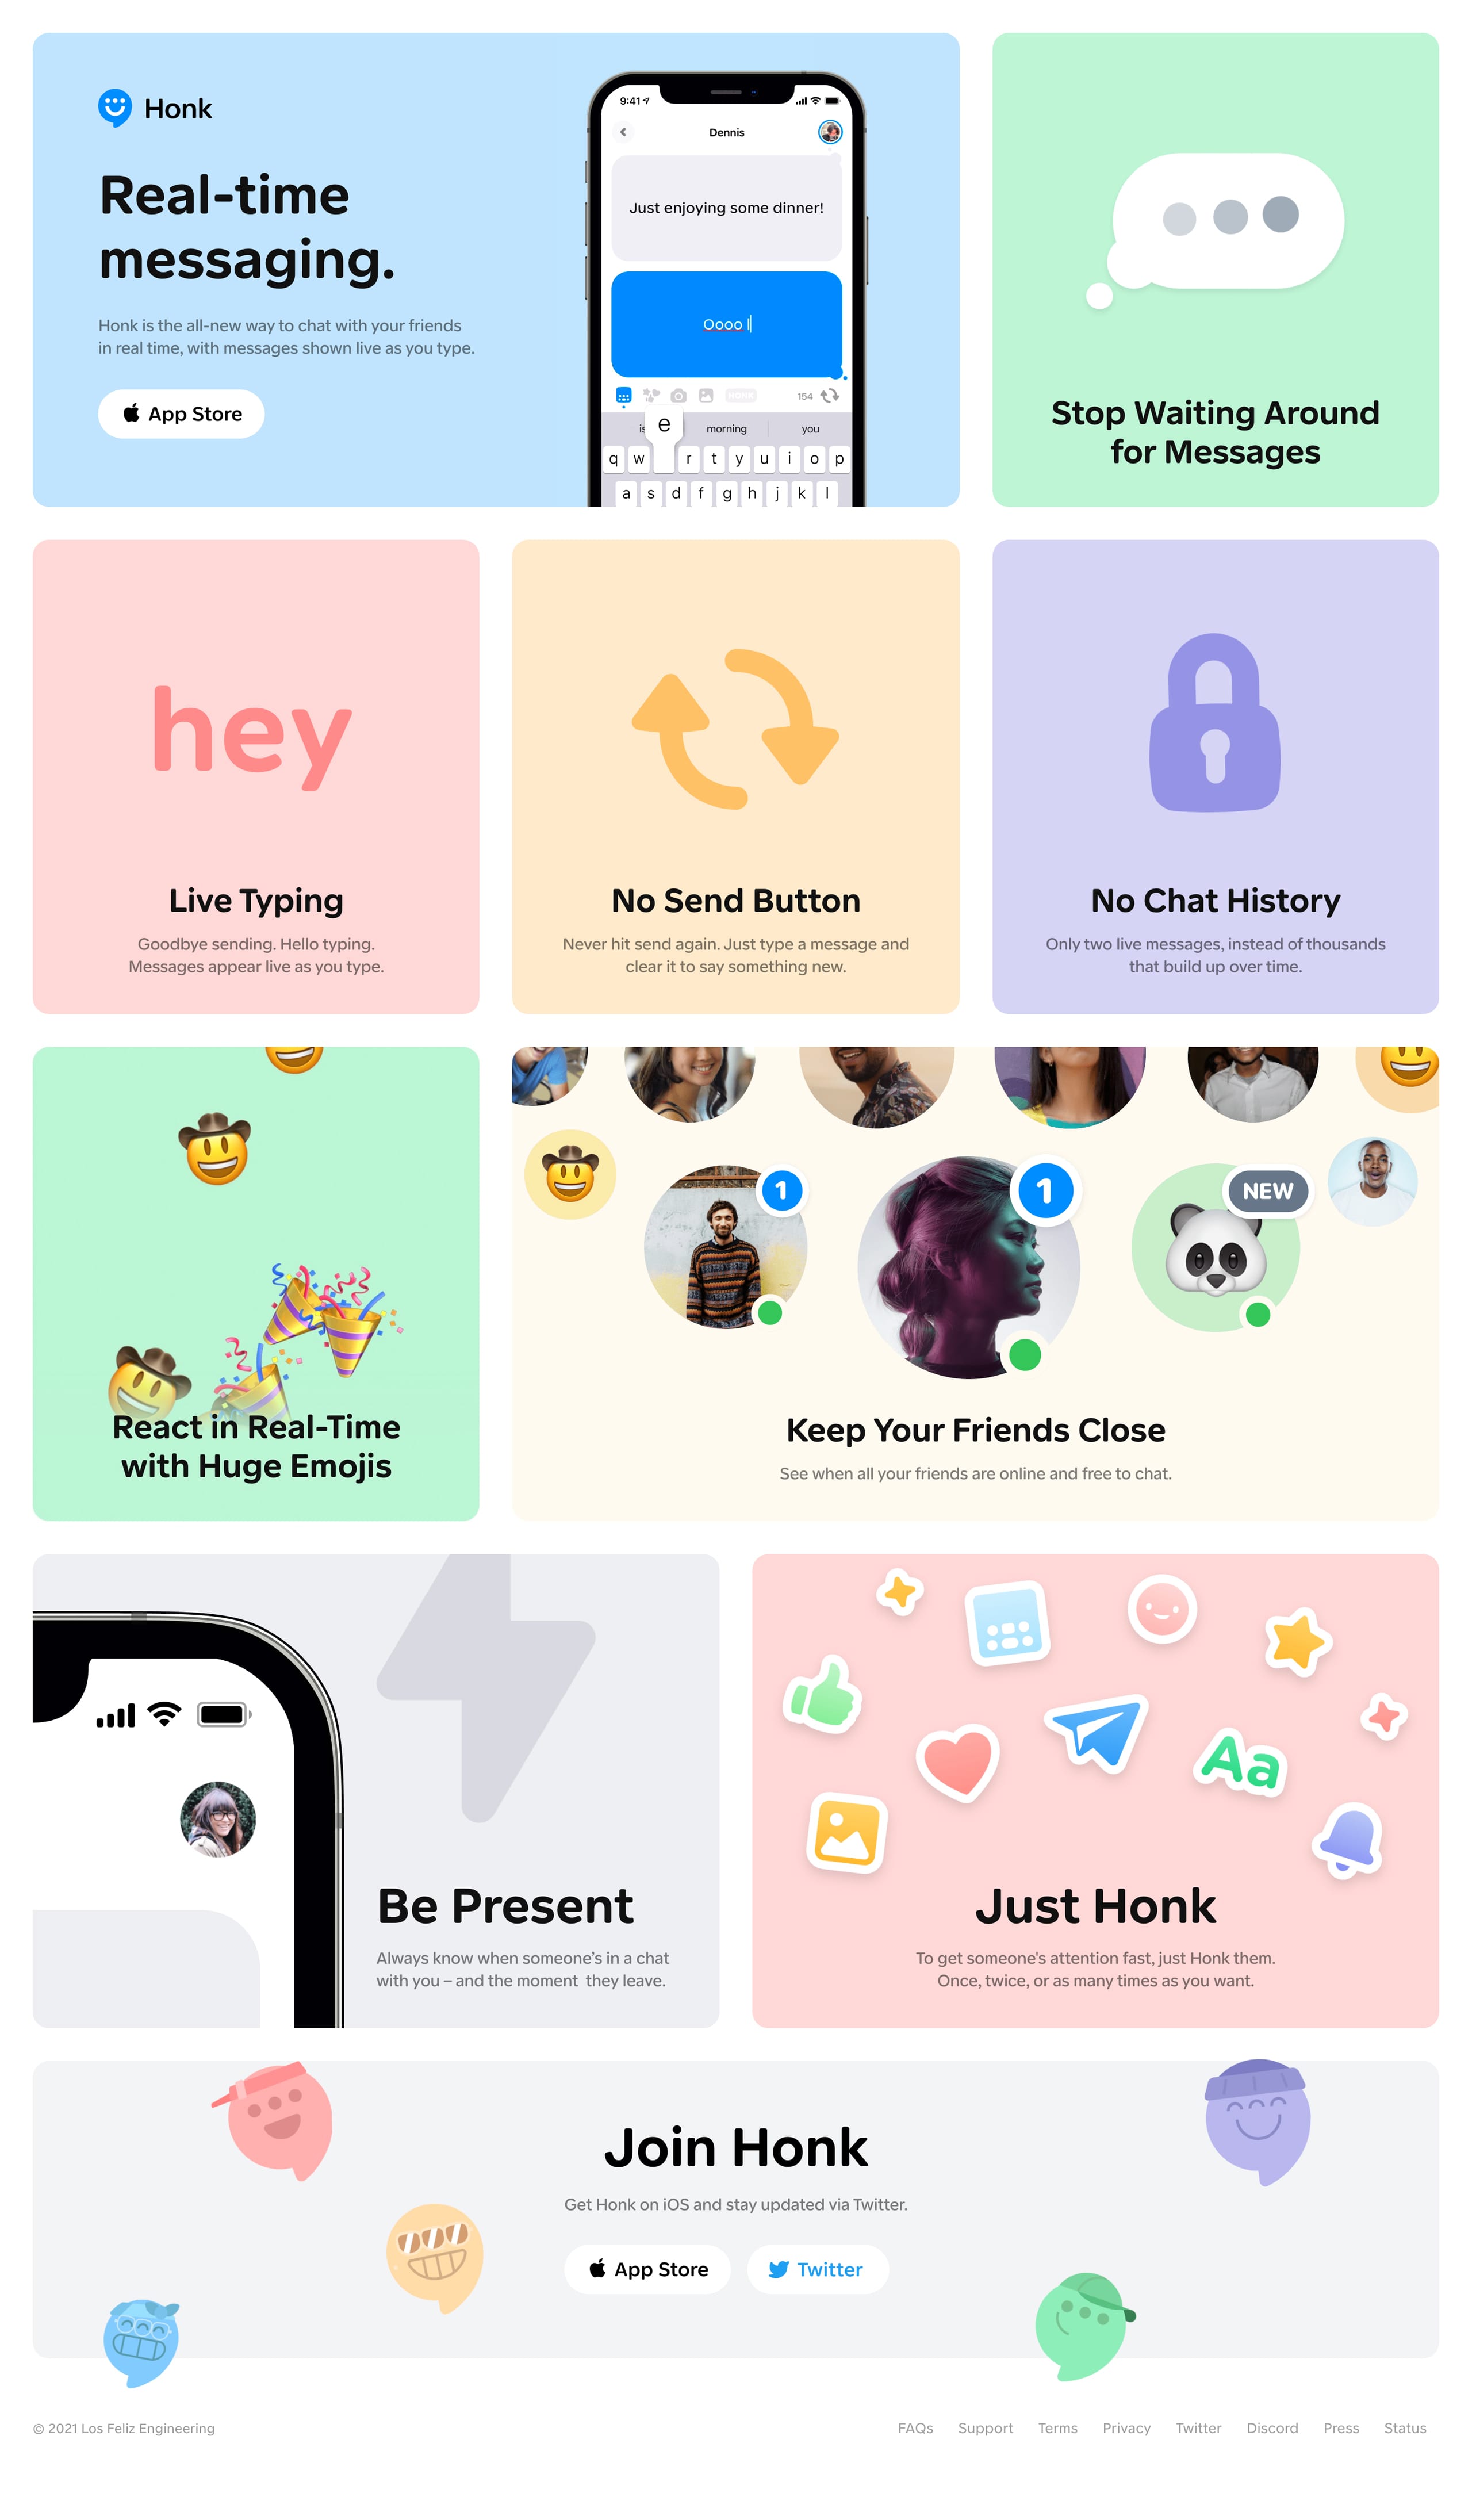 Honk
Real-time
messaging.
Honk is the all-new way to chat with your friends
in real time, with messages shown live as you type.
App Store
9:41
Dennis
Just enjoying some dinner!
Oooo I
HONK
154
is
e
morning
you
q w r t y u i o p
a s d f g h j k l
Stop Waiting Around
for Messages
hey
Live Typing
Goodbye sending. Hello typing.
Messages appear live as you type.
No Send Button
Never hit send again. Just type a message and
clear it to say something new.
No Chat History
Only two live messages, instead of thousands
that build up over time.
React in Real-Time
with Huge Emojis
1
1
NEW
Keep Your Friends Close
See when all your friends are online and free to chat.
Be Present
Always know when someone’s in a chat
with you – and the moment they leave.
Aa
Just Honk
To get someone's attention fast, just Honk them.
Once, twice, or as many times as you want.
Join Honk
Get Honk on iOS and stay updated via Twitter.
App Store
Twitter
© 2021 Los Feliz Engineering
FAQs Support Terms Privacy Twitter Discord Press Status